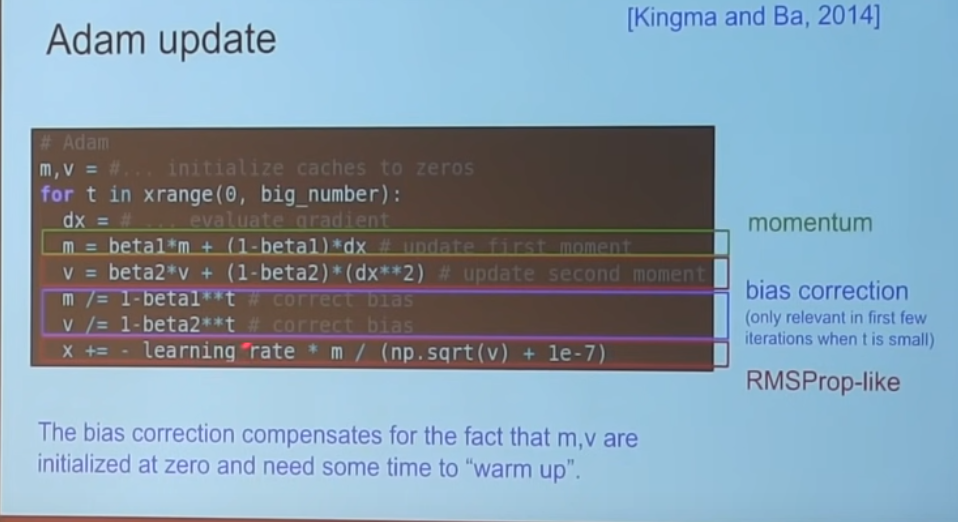 Adam update
[Kingma and Ba, 2014]
# Adam
m,v = #... initialize caches to zeros
for t in xrange(0, big_number):
dx = # ... evaluate gradient
m = beta1*m + (1-beta1)*dx # update first moment
v = beta2*v + (1-beta2)*(dx**2) # update second moment
m /= 1-beta1**t # correct bias
v /= 1-beta2**t # correct bias
x += - learning_rate * m / (np.sqrt(v) + 1e-7)
momentum
bias correction
(only relevant in first few
iterations when t is small)
RMSProp-like
The bias correction compensates for the fact that m,v are
initialized at zero and need some time to “warm up”.